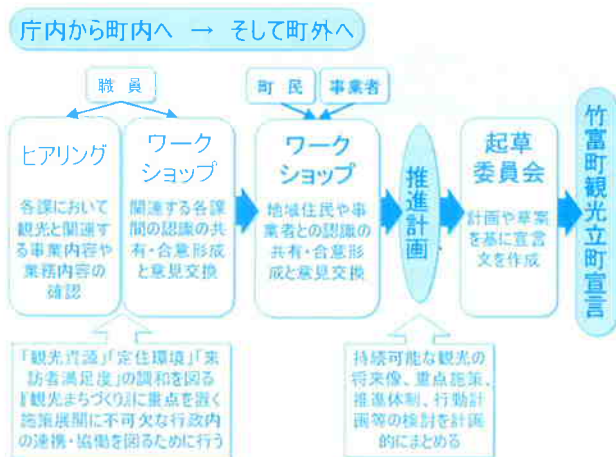 庁内から町内へ → そして町外へ
職 員
町 民
事業者
ヒアリング
各課において
観光と関連す
る事業内容や
業務内容の
確認
ワーク
ショップ
関連する各課
間の認識の共
有・合意形成
と意見交換
ワーク
ショップ
地域住民や事
業者との認識の
共有・合意形
成と意見交換
推進計画
起草
委員会
計画や草案
を基に宣言
文を作成
竹富町観光立町宣言
「観光資源」「定住環境」「来
訪者満足度」の調和を図る
『観光まちづくり』に重点を置く
施策展開に不可欠な行政内
の連携・協働を図るために行う
持続可能な観光の
将来像、重点施策、
推進体制、行動計
画等の検討を計画
的にまとめる